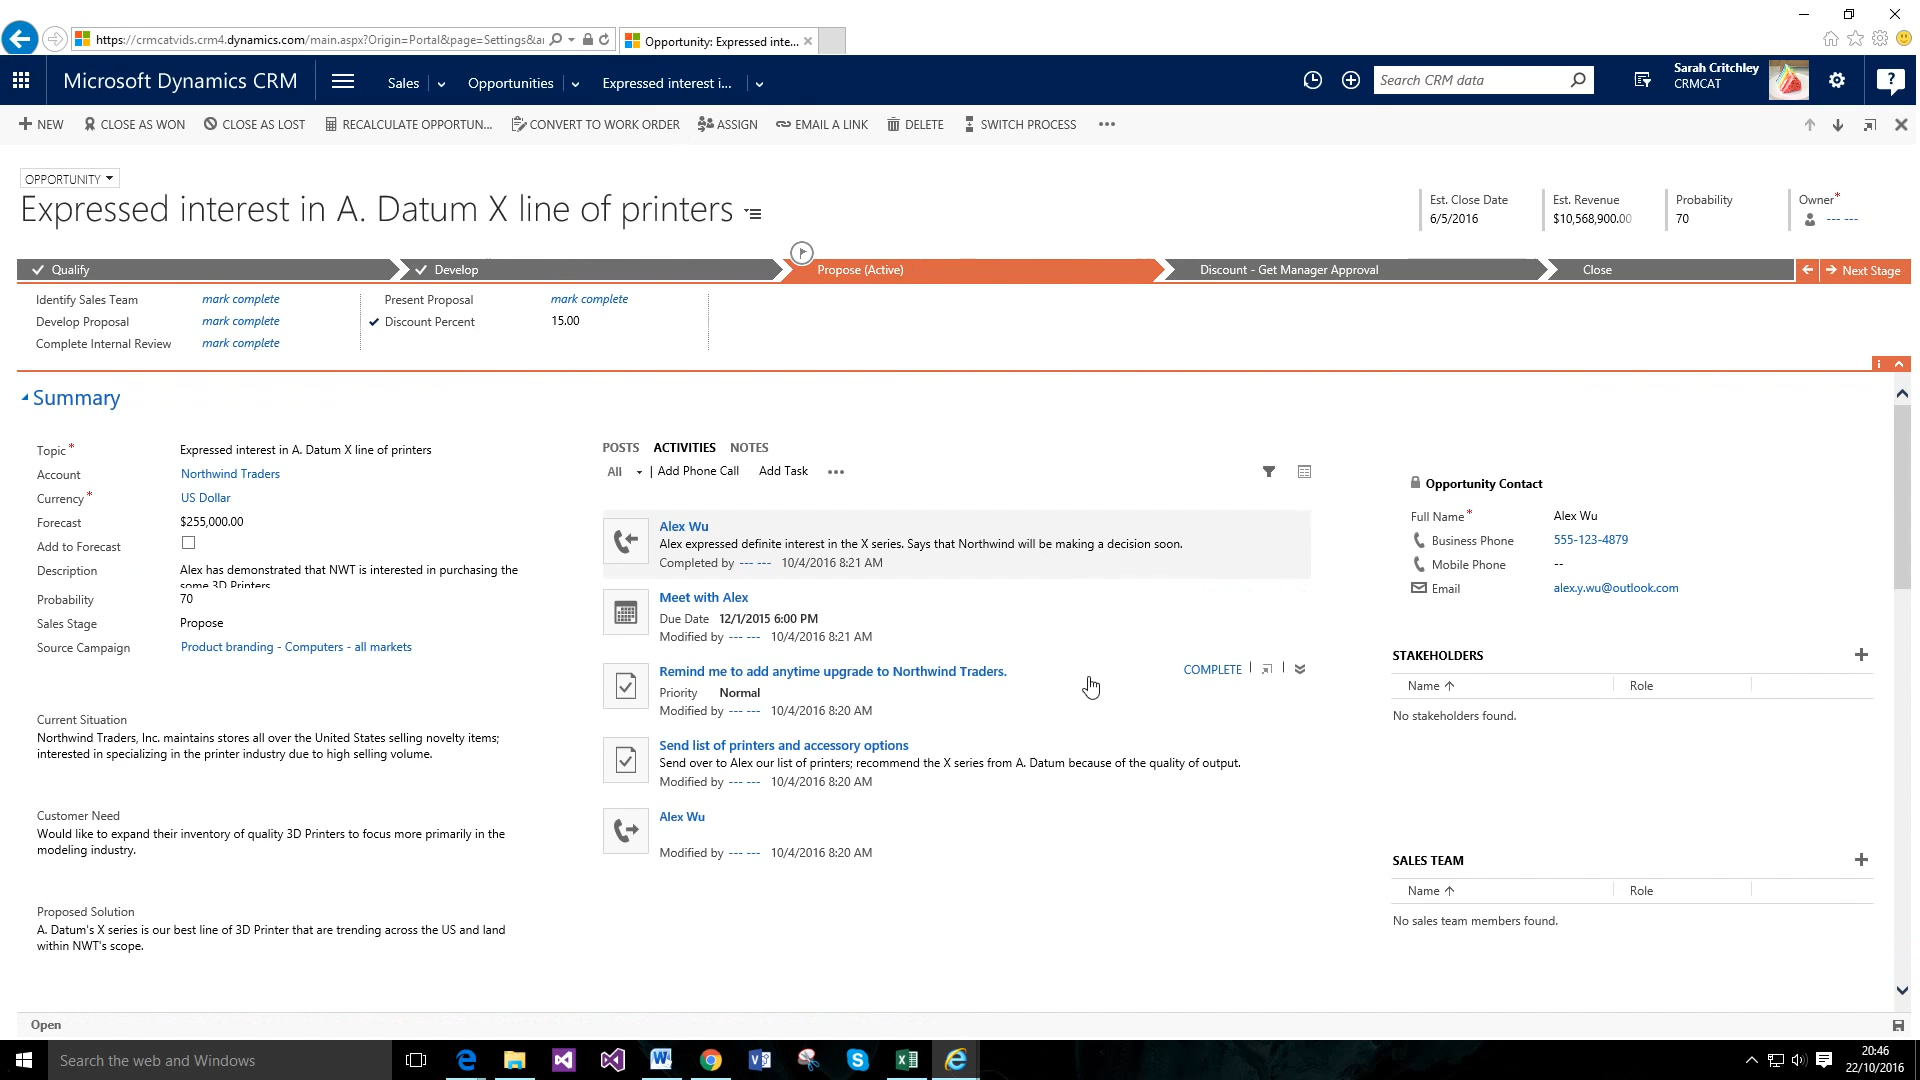 https://crmcatvids.crm4.dynamics.com/main.aspx?Origin=Portal&page=Settings&ai
Opportunity: Expressed inte...
Microsoft Dynamics CRM
Sales
Opportunities
Expressed interest i...
Search CRM data
Sarah Critchley
CRMCAT
NEW
CLOSE AS WON
CLOSE AS LOST
RECALCULATE OPPORTUN...
CONVERT TO WORK ORDER
ASSIGN
EMAIL A LINK
DELETE
SWITCH PROCESS
OPPORTUNITY
Expressed interest in A. Datum X line of printers
Est. Close Date
6/5/2016
Est. Revenue
$10,568,900.00
Probability
70
Owner*
--- ---
Qualify
Develop
Propose (Active)
Discount - Get Manager Approval
Close
Next Stage
Identify Sales Team mark complete
Develop Proposal mark complete
Complete Internal Review mark complete
Present Proposal mark complete
Discount Percent 15.00
Summary
Topic* Expressed interest in A. Datum X line of printers
Account Northwind Traders
Currency* US Dollar
Forecast $255,000.00
Add to Forecast
Description Alex has demonstrated that NWT is interested in purchasing the
some 3D Printers
Probability 70
Sales Stage Propose
Source Campaign Product branding - Computers - all markets
Current Situation
Northwind Traders, Inc. maintains stores all over the United States selling novelty items;
interested in specializing in the printer industry due to high selling volume.
Customer Need
Would like to expand their inventory of quality 3D Printers to focus more primarily in the
modeling industry.
Proposed Solution
A. Datum's X series is our best line of 3D Printer that are trending across the US and land
within NWT's scope.
POSTS ACTIVITIES NOTES
All | Add Phone Call Add Task
Alex Wu
Alex expressed definite interest in the X series. Says that Northwind will be making a decision soon.
Completed by --- --- 10/4/2016 8:21 AM
Meet with Alex
Due Date 12/1/2015 6:00 PM
Modified by --- --- 10/4/2016 8:21 AM
Remind me to add anytime upgrade to Northwind Traders.
COMPLETE
Priority Normal
Modified by --- --- 10/4/2016 8:20 AM
Send list of printers and accessory options
Send over to Alex our list of printers; recommend the X series from A. Datum because of the quality of output.
Modified by --- --- 10/4/2016 8:20 AM
Alex Wu
Modified by --- --- 10/4/2016 8:20 AM
Opportunity Contact
Full Name* Alex Wu
Business Phone 555-123-4879
Mobile Phone --
Email alex.y.wu@outlook.com
STAKEHOLDERS
Name Role
No stakeholders found.
SALES TEAM
Name Role
No sales team members found.
Open
Search the web and Windows
20:46
22/10/2016